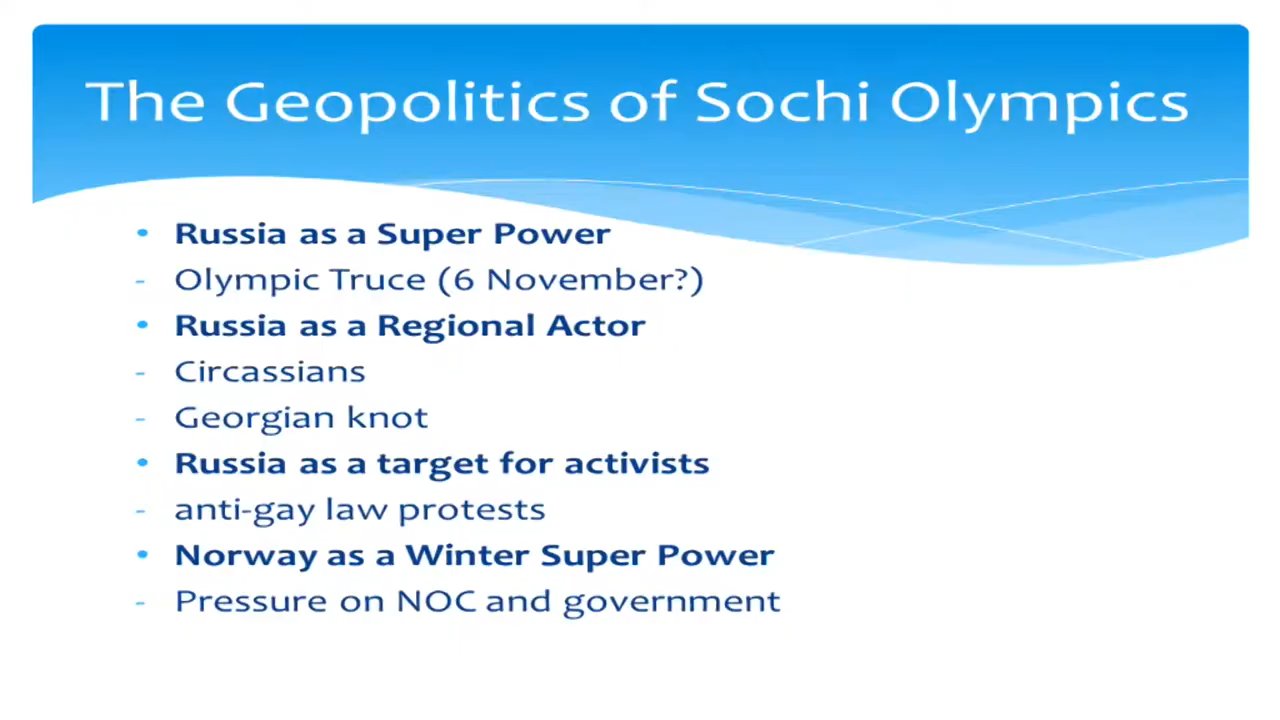 The Geopolitics of Sochi Olympics
• Russia as a Super Power
- Olympic Truce (6 November?)
• Russia as a Regional Actor
- Circassians
- Georgian knot
• Russia as a target for activists
- anti-gay law protests
• Norway as a Winter Super Power
- Pressure on NOC and government